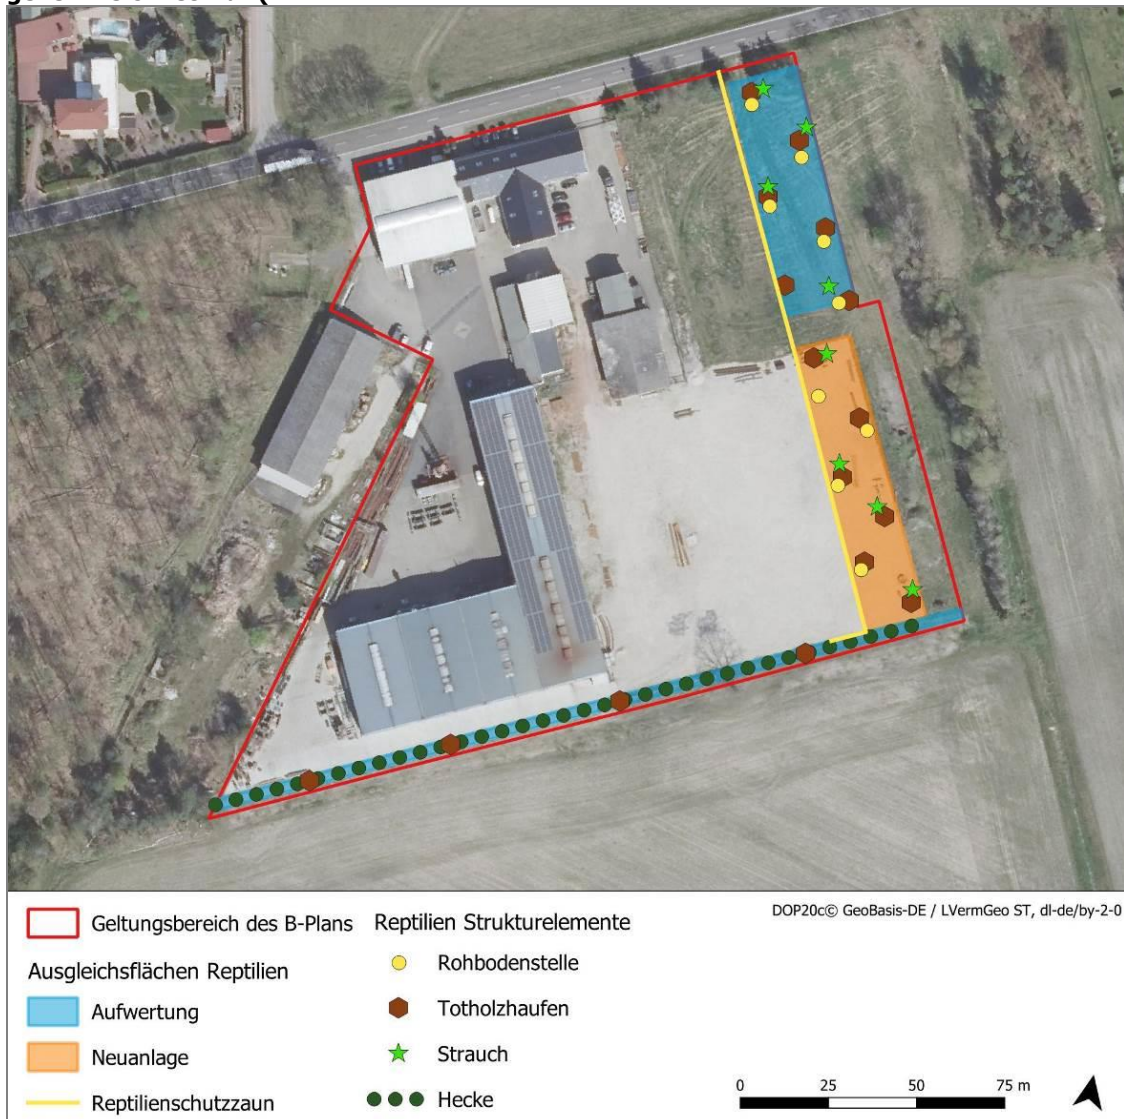 DOP20c© GeoBasis-DE / LVermGeo ST, dl-de/by-2-0
Geltungsbereich des B-Plans
Ausgleichsflächen Reptilien
Aufwertung
Neuanlage
Reptilienschutzzaun
Reptilien Strukturelemente
Rohbodenstelle
Totholzhaufen
Strauch
Hecke
0 25 50 75 m